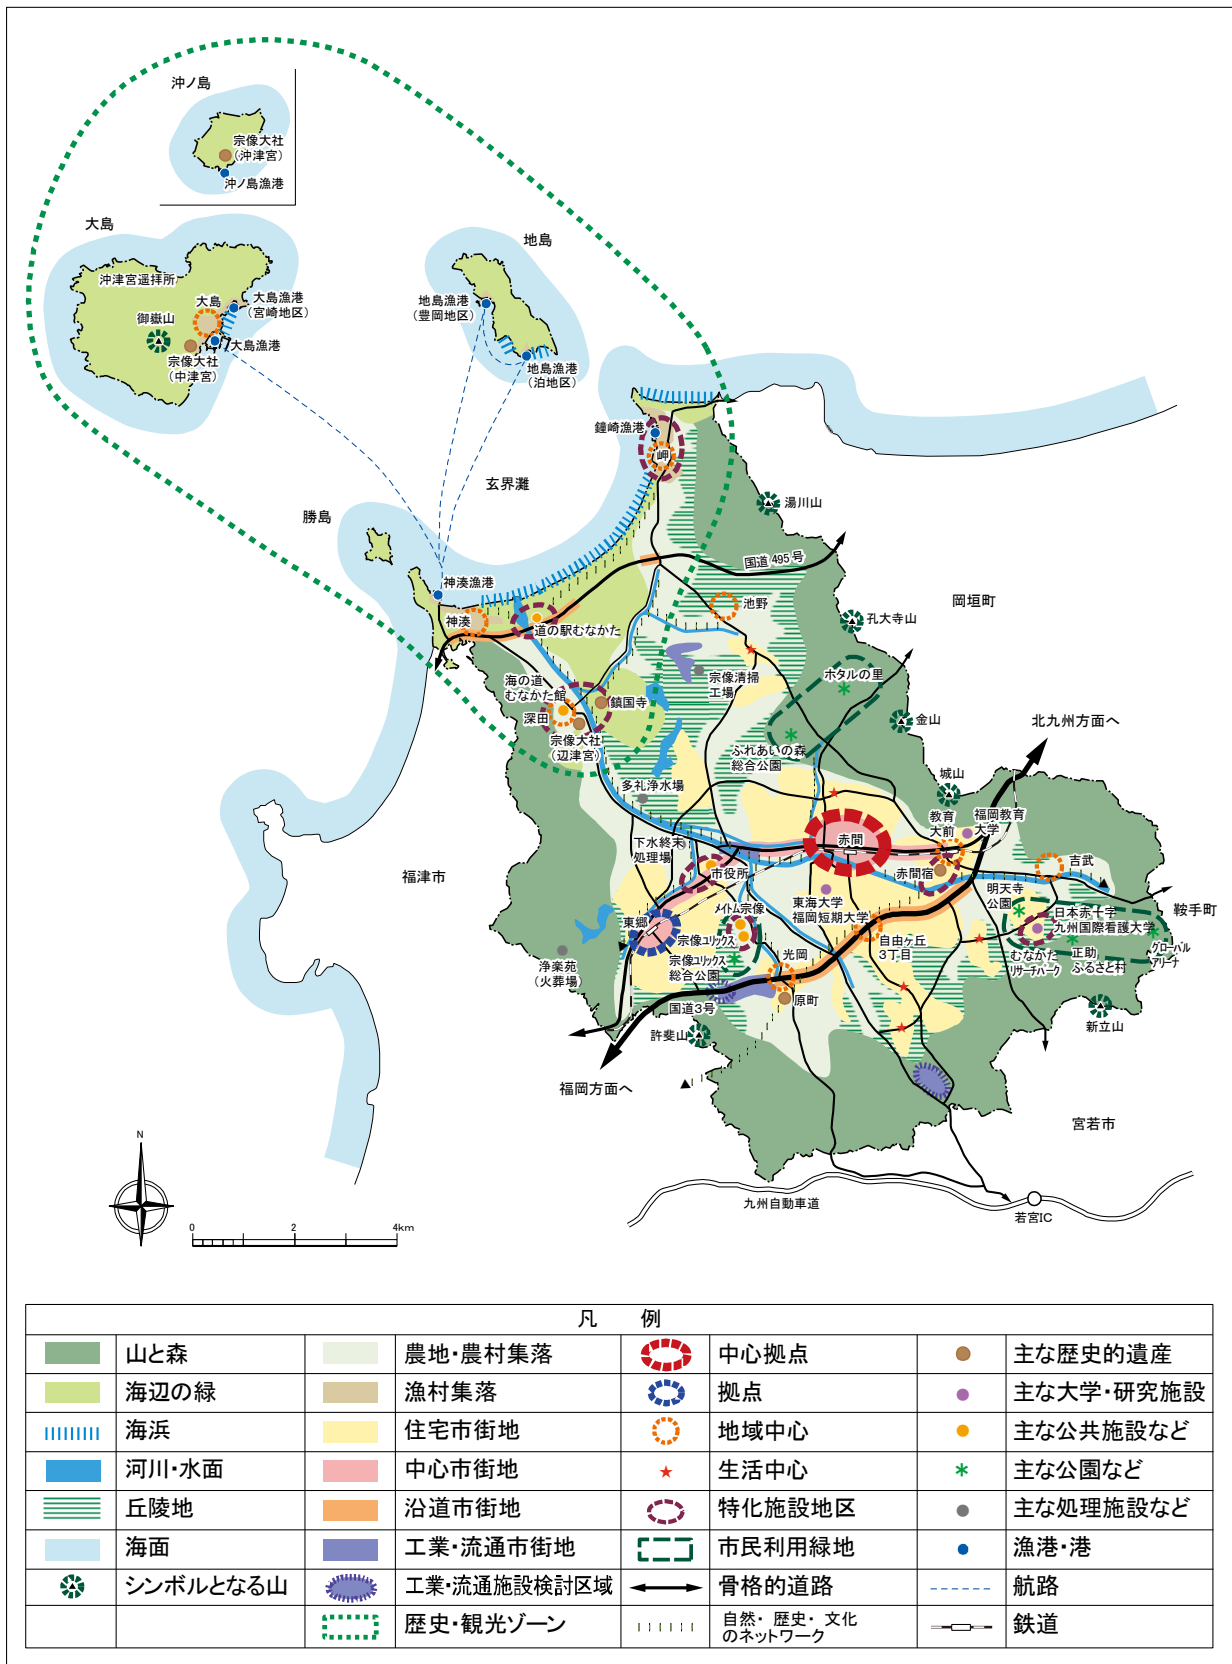 沖ノ島
宗像大社
(沖津宮)
沖ノ島漁港
大島
沖津宮遥拝所
大島
大島漁港
(宮崎地区)
御嶽山
大島漁港
宗像大社
(中津宮)
地島
地島漁港
(豊岡地区)
地島漁港
(泊地区)
鐘崎漁港
岬
玄界灘
勝島
湯川山
国道495号
神湊漁港
神湊
道の駅むなかた
池野
岡垣町
孔大寺山
ホタルの里
宗像清掃
工場
海の道
むなかた館
鎮国寺
深田
宗像大社
(辺津宮)
金山
北九州方面へ
ふれあいの森
総合公園
城山
多礼浄水場
教育
大前
福岡教育
大学
下水終末
処理場
赤間
吉武
福津市
市役所
赤間宿
明天寺
公園
鞍手町
東海大学
福岡短期大学
日本赤十字
九州国際看護大学
東郷
メイトム宗像
宗像ユリックス
自由ヶ丘
3丁目
浄楽苑
(火葬場)
宗像ユリックス
総合公園
光岡
むなかた
リサーチパーク
正助
ふるさと村
グローバル
アリーナ
国道3号
原町
許斐山
新立山
福岡方面へ
宮若市
N
九州自動車道
若宮IC
0 2 4km
凡 例
山と森 農地・農村集落 中心拠点 主な歴史的遺産
海辺の緑 漁村集落 拠点 主な大学・研究施設
海浜 住宅市街地 地域中心 主な公共施設など
河川・水面 中心市街地 生活中心 主な公園など
丘陵地 沿道市街地 特化施設地区 主な処理施設など
海面 工業・流通市街地 市民利用緑地 漁港・港
シンボルとなる山 工業・流通施設検討区域 骨格的道路 航路
歴史・観光ゾーン 自然・歴史・文化
のネットワーク 鉄道